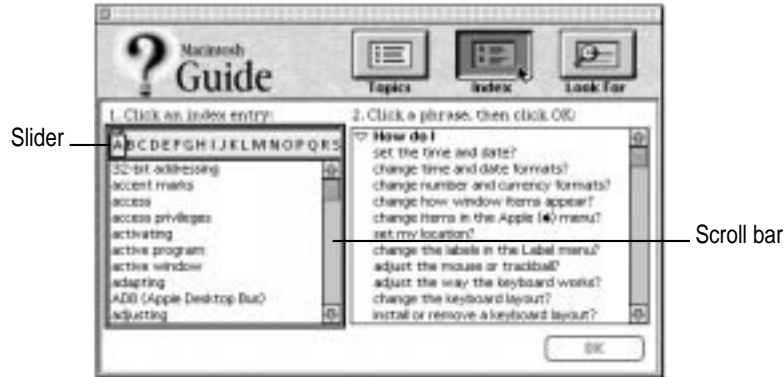 Macintosh
Guide
Topics
Index
Look For
1. Click an index entry:
2. Click a phrase, then click OK:
Slider
A B C D E F G H I J K L M N O P Q R S
32-bit addressing
accent marks
access
access privileges
activating
active program
active window
adapting
ADB (Apple Desktop Bus)
adjusting
How do I
set the time and date?
change time and date formats?
change number and currency formats?
change how window items appear?
change items in the Apple () menu?
set my location?
change the labels in the Label menu?
adjust the mouse or trackball?
adjust the way the keyboard works?
change the keyboard layout?
install or remove a keyboard layout?
Scroll bar
OK